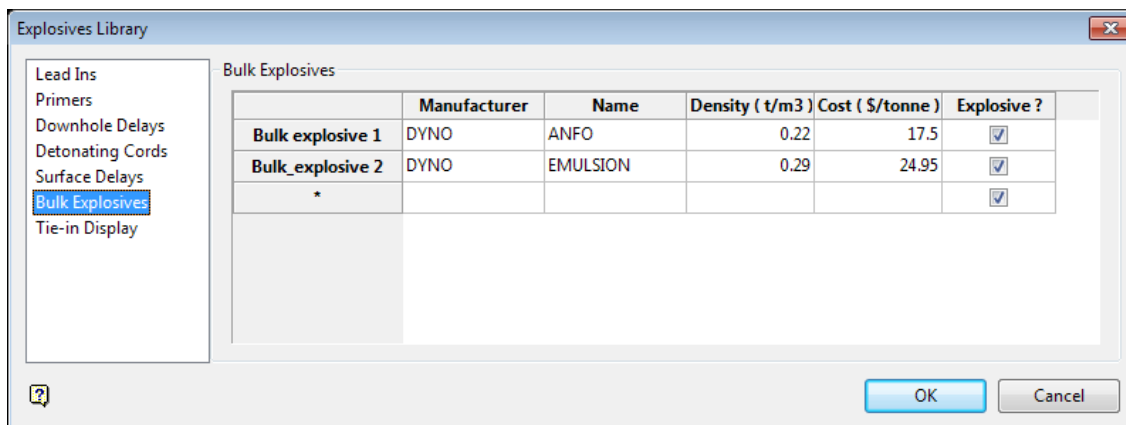 Explosives Library
Lead Ins
Primers
Downhole Delays
Detonating Cords
Surface Delays
Bulk Explosives
Tie-in Display
Bulk Explosives
Manufacturer Name Density ( t/m3 ) Cost ( $/tonne ) Explosive ?
Bulk explosive 1 DYNO ANFO 0.22 17.5
Bulk_explosive 2 DYNO EMULSION 0.29 24.95
*
OK Cancel